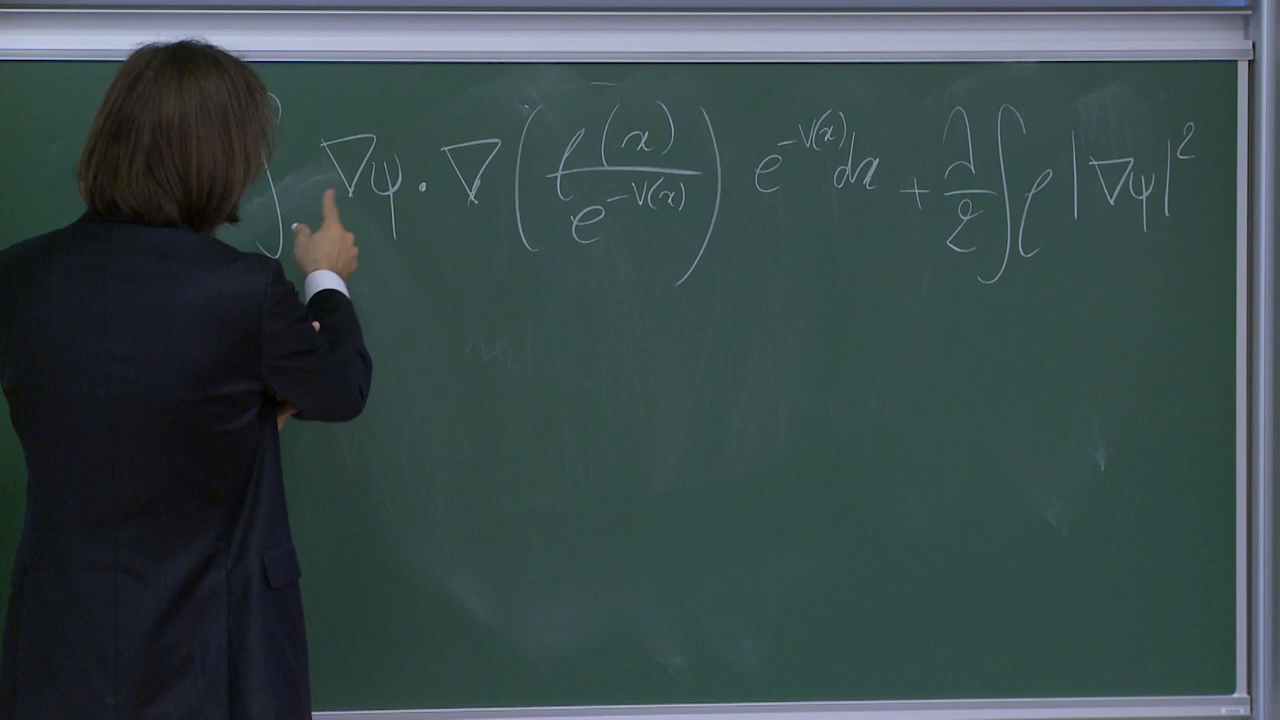 ∫ ∇ψ · ∇ ( ρ(x) / e^{-V(x)} ) e^{-V(x)} dx + λ/2 ∫ ρ |∇ψ|²